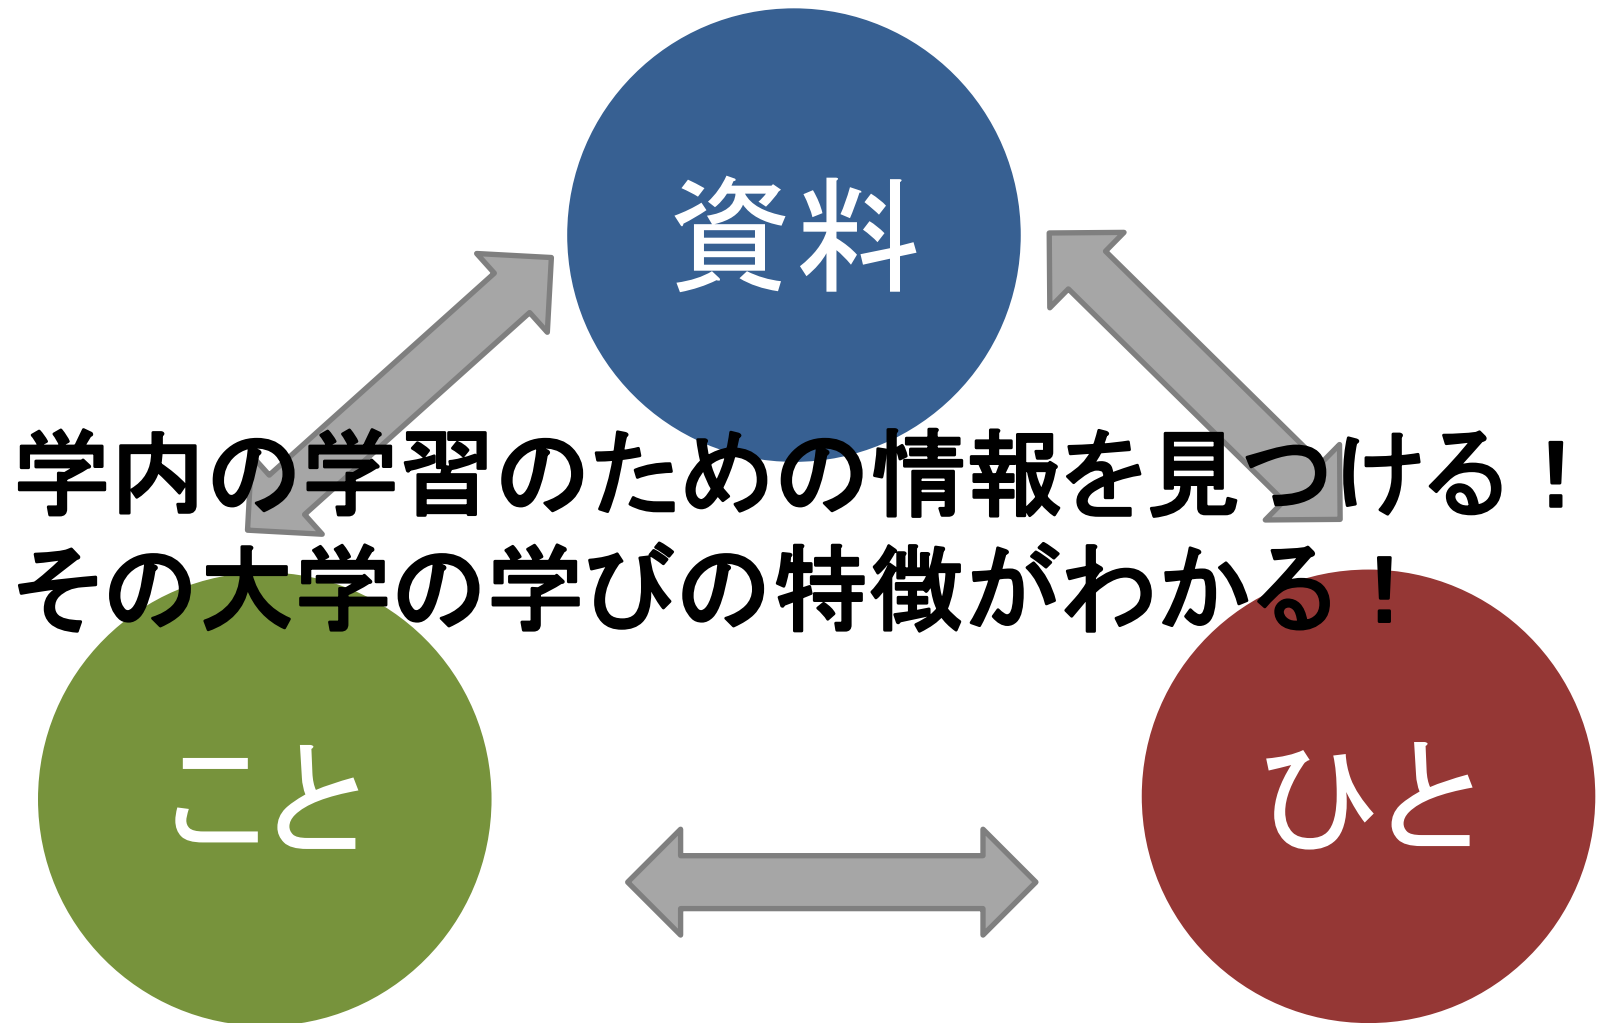 資料
学内の学習のための情報を見つける！
その大学の学びの特徴がわかる！
こと
ひと